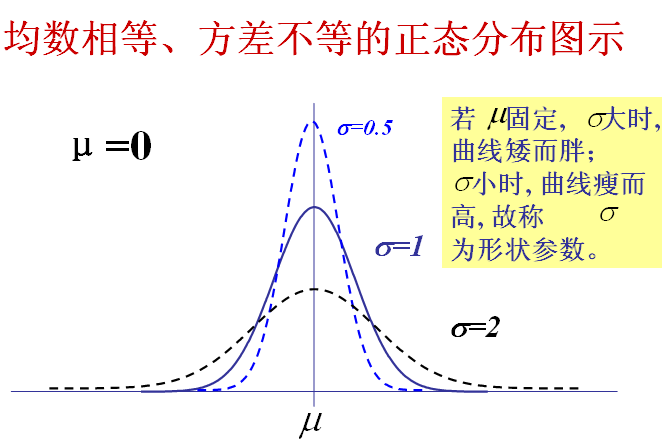 均数相等、方差不等的正态分布图示
μ =0
σ=0.5
若 μ固定, σ大时,
曲线矮而胖;
σ小时, 曲线瘦而
高, 故称 σ
为形状参数。
σ=1
σ=2
μ